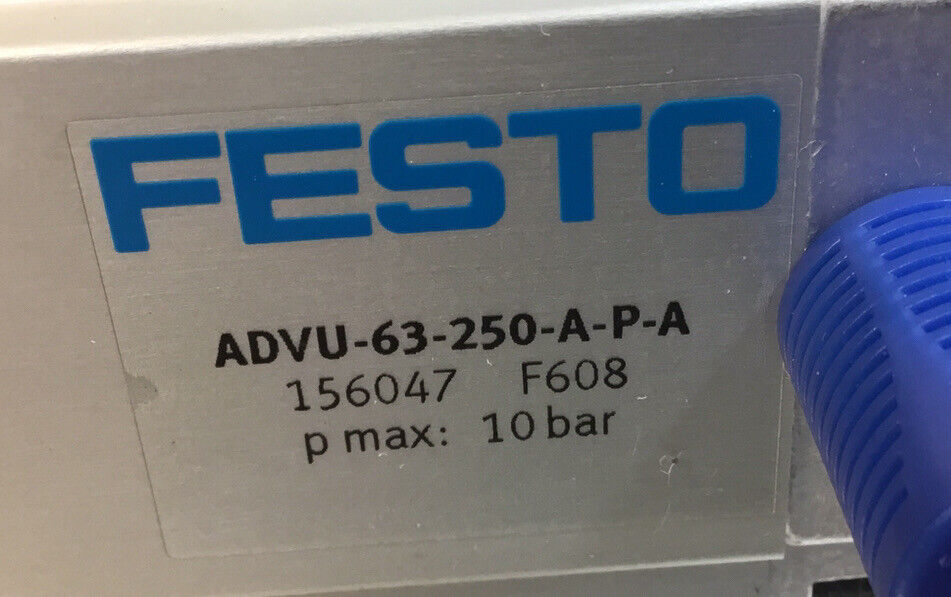 FESTO
ADVU-63-250-A-P-A
156047 F608
p max: 10 bar